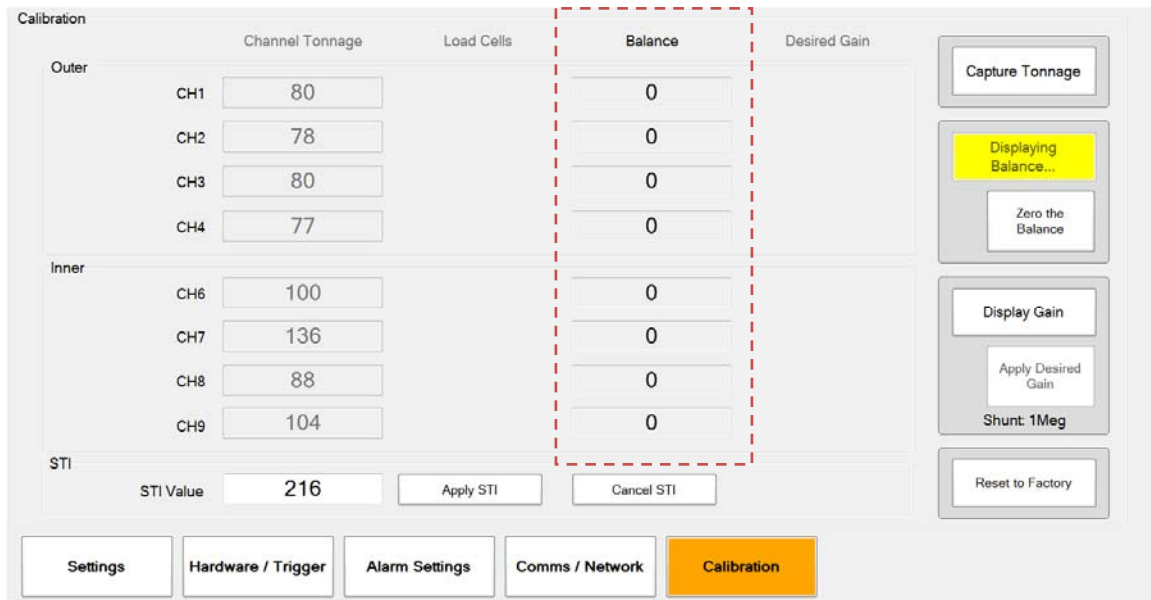 Calibration
Channel Tonnage Load Cells Balance Desired Gain
Outer
CH1 80 0
CH2 78 0
CH3 80 0
CH4 77 0
Inner
CH6 100 0
CH7 136 0
CH8 88 0
CH9 104 0
STI
STI Value 216 Apply STI Cancel STI
Capture Tonnage
Displaying
Balance...
Zero the
Balance
Display Gain
Apply Desired
Gain
Shunt: 1Meg
Reset to Factory
Settings Hardware / Trigger Alarm Settings Comms / Network Calibration